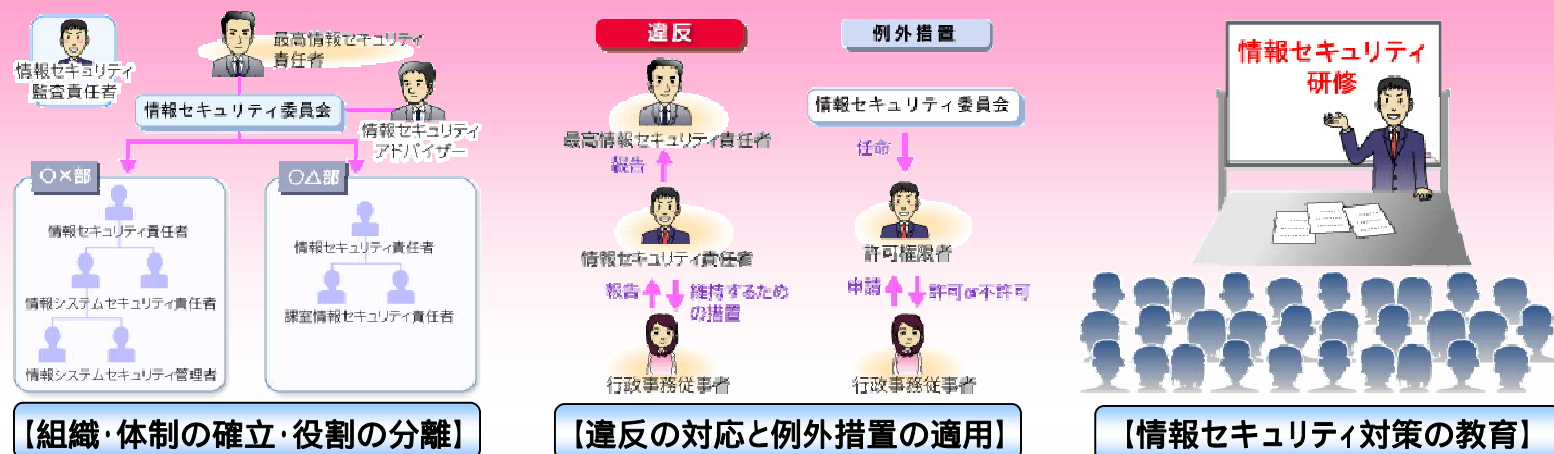 情報セキュリティ
監査責任者
最高情報セキュリティ
責任者
情報セキュリティ委員会
情報セキュリティ
アドバイザー
〇×部
情報セキュリティ責任者
情報システムセキュリティ責任者
情報システムセキュリティ管理者
〇△部
情報セキュリティ責任者
課室情報セキュリティ責任者
【組織・体制の確立・役割の分離】
違反
最高情報セキュリティ責任者
報告
情報セキュリティ責任者
報告
維持するため
の措置
行政事務従事者
例外措置
情報セキュリティ委員会
任命
許可権限者
申請
許可or不許可
行政事務従事者
【違反の対応と例外措置の適用】
情報セキュリティ
研修
【情報セキュリティ対策の教育】